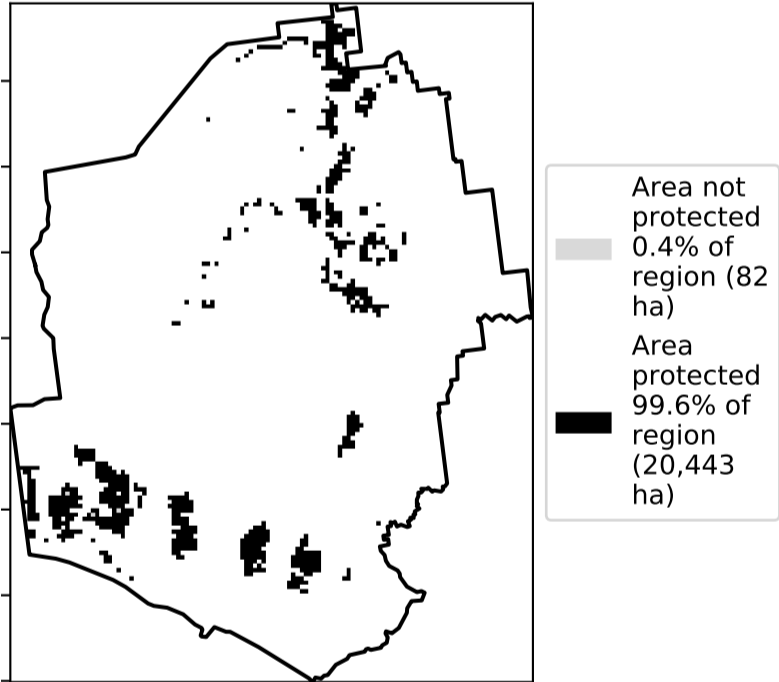 Area not
protected
0.4% of
region (82
ha)
Area
protected
99.6% of
region
(20,443
ha)